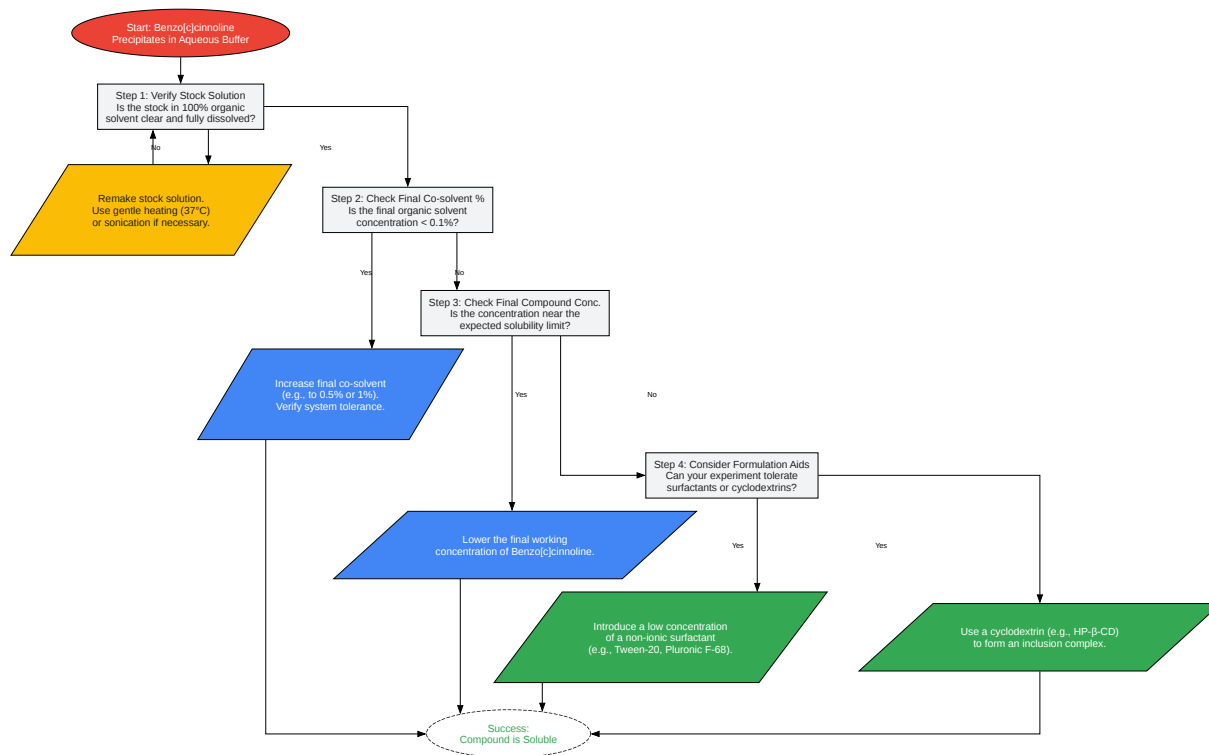 Start: Benzo[c]cinnoline
Precipitates in Aqueous Buffer
Step 1: Verify Stock Solution
Is the stock in 100% organic
solvent clear and fully dissolved?
No
Yes
Remake stock solution.
Use gentle heating (37°C)
or sonication if necessary.
Step 2: Check Final Co-solvent %
Is the final organic solvent
concentration < 0.1%?
Yes
No
Step 3: Check Final Compound Conc.
Is the concentration near the
expected solubility limit?
Increase final co-solvent
(e.g., to 0.5% or 1%).
Verify system tolerance.
Yes
No
Step 4: Consider Formulation Aids
Can your experiment tolerate
surfactants or cyclodextrins?
Lower the final working
concentration of Benzo[c]cinnoline.
Yes
Yes
Introduce a low concentration
of a non-ionic surfactant
(e.g., Tween-20, Pluronic F-68).
Use a cyclodextrin (e.g., HP-β-CD)
to form an inclusion complex.
Success:
Compound is Soluble